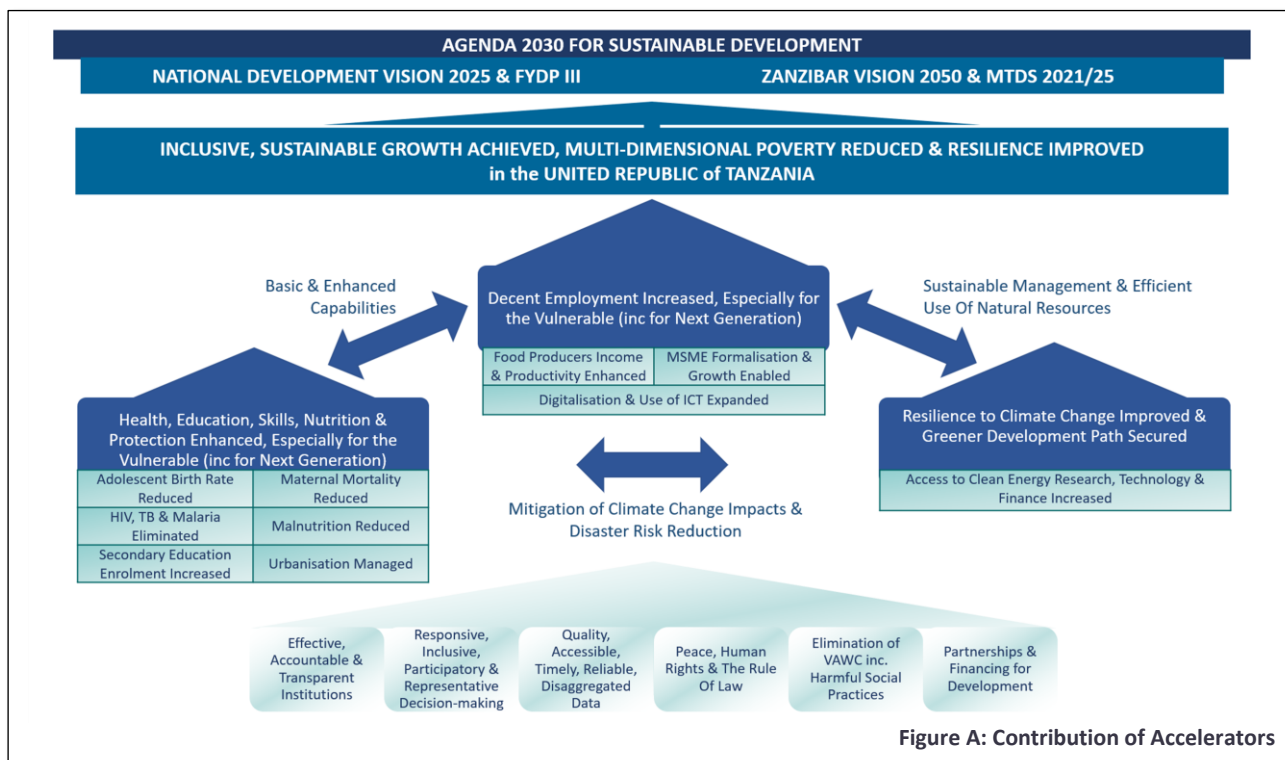 AGENDA 2030 FOR SUSTAINABLE DEVELOPMENT
NATIONAL DEVELOPMENT VISION 2025 & FYDP III
ZANZIBAR VISION 2050 & MTDS 2021/25
INCLUSIVE, SUSTAINABLE GROWTH ACHIEVED, MULTI-DIMENSIONAL POVERTY REDUCED & RESILIENCE IMPROVED
in the UNITED REPUBLIC of TANZANIA
Basic & Enhanced
Capabilities
Decent Employment Increased, Especially for
the Vulnerable (inc for Next Generation)
Food Producers Income
& Productivity Enhanced
MSME Formalisation &
Growth Enabled
Digitalisation & Use of ICT Expanded
Sustainable Management & Efficient
Use Of Natural Resources
Health, Education, Skills, Nutrition &
Protection Enhanced, Especially for the
Vulnerable (inc for Next Generation)
Adolescent Birth Rate
Reduced
Maternal Mortality
Reduced
HIV, TB & Malaria
Eliminated
Malnutrition Reduced
Secondary Education
Enrolment Increased
Urbanisation Managed
Resilience to Climate Change Improved &
Greener Development Path Secured
Access to Clean Energy Research, Technology &
Finance Increased
Mitigation of Climate Change Impacts &
Disaster Risk Reduction
Effective,
Accountable &
Transparent
Institutions
Responsive,
Inclusive,
Participatory &
Representative
Decision-making
Quality,
Accessible,
Timely, Reliable,
Disaggregated
Data
Peace, Human
Rights & The Rule
Of Law
Elimination of
VAWC inc.
Harmful Social
Practices
Partnerships &
Financing for
Development
Figure A: Contribution of Accelerators